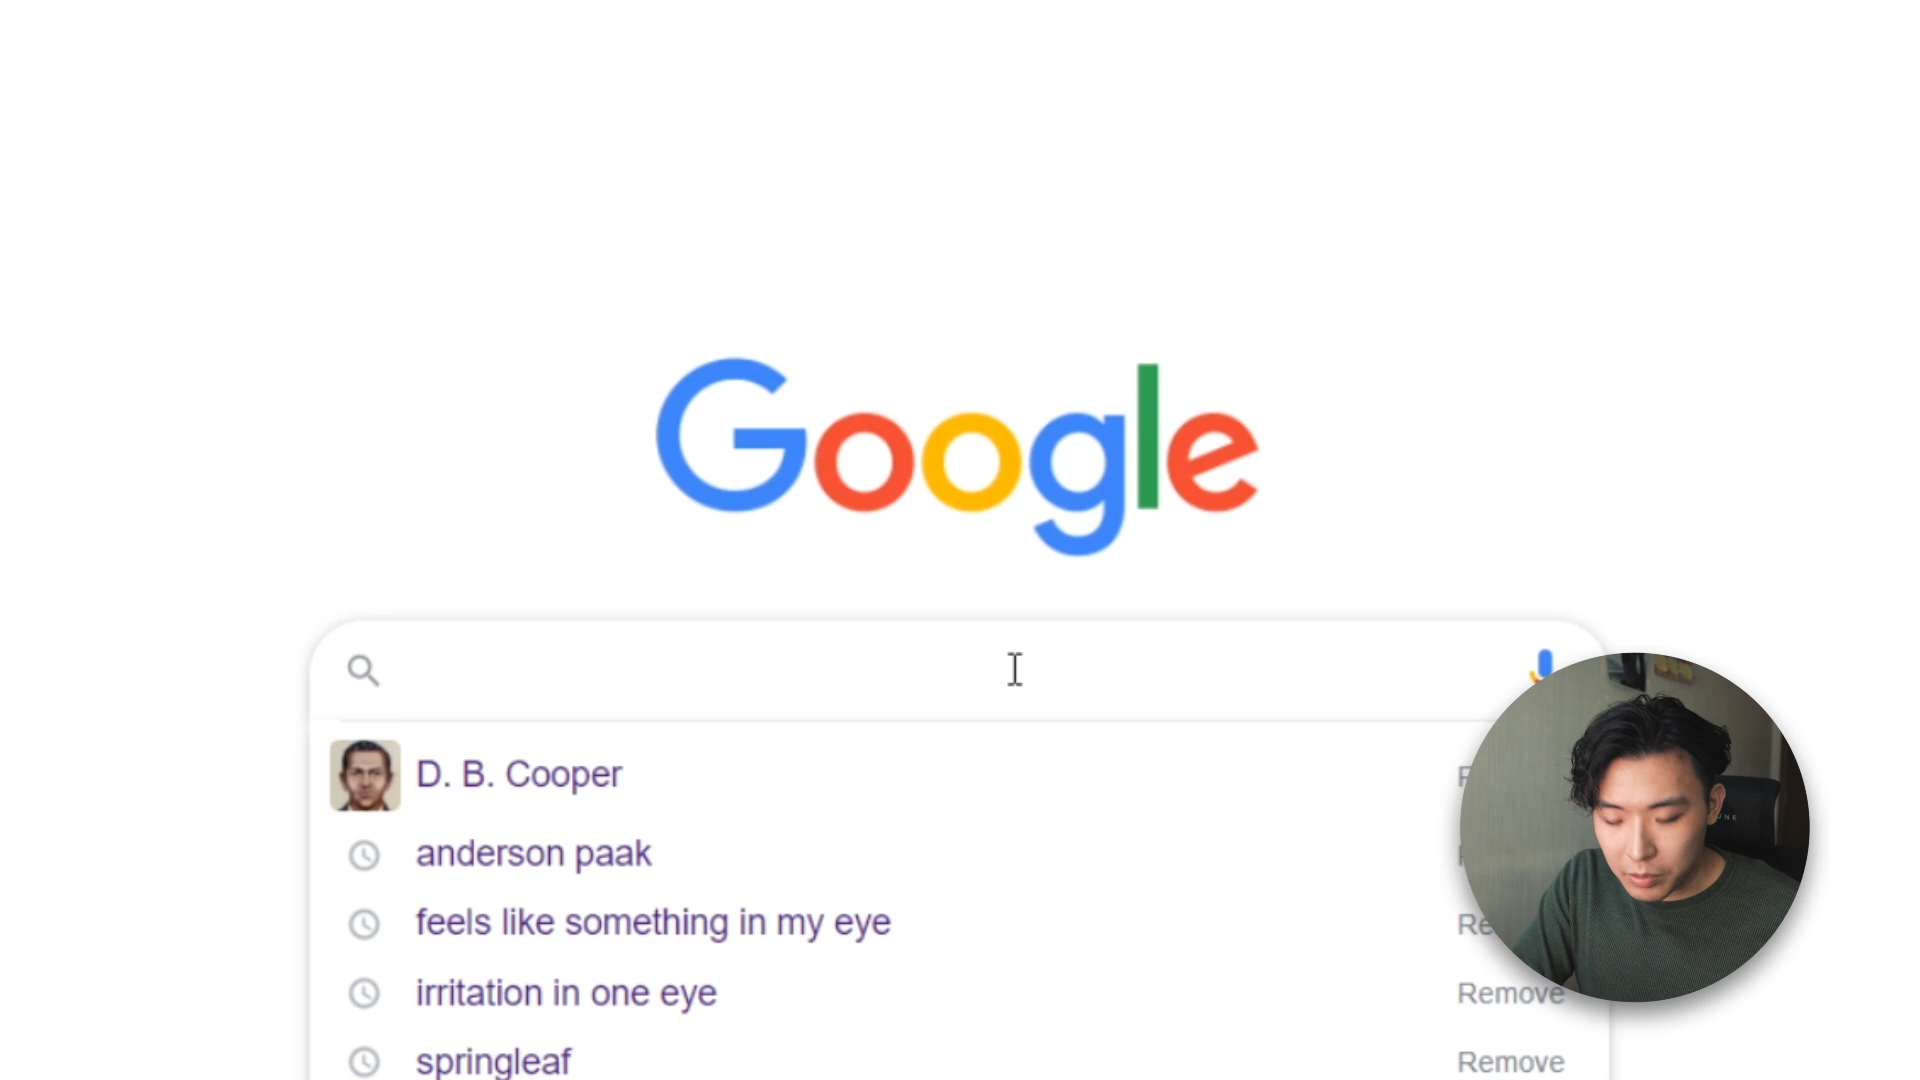 Google
D. B. Cooper
anderson paak
feels like something in my eye
irritation in one eye
Remove
springleaf
Remove